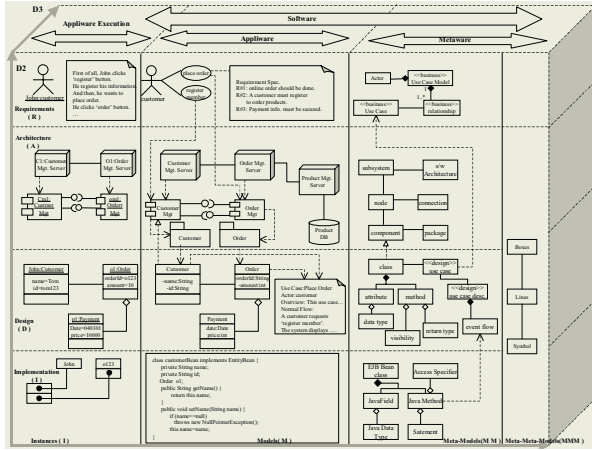 D3
Software
Appliware Execution
Appliware
Metaware
D2
First of all, John clicks
'register' button.
He register his information.
And then, he wants to
place order.
He clicks 'order' button.
....
John:customer
Requirements
( R )
customer
place order
register
member
Requirement Spec.
R#1: online order should be done.
R#2: A customer must register
to order products.
R#3: Payment info. must be secured.
Actor
<<business>>
Use Case Model
1
1..*
<<business>>
Use Case
<<business>>
relationship
Architecture
( A )
C1:Customer
Mgt. Server
O1:Order
Mgt. Server
Mgt
Mgt
Customer
Mgt. Server
Order Mgt.
Server
Product Mgt.
Server
Customer
Mgt
Order
Mgt
Customer
Order
Product
DB
subsystem
s/w
Architecture
node
connection
component
package
John:Cutsomer
name=Tom
id=tom123
o1:Order
orderId=o123
amount=10
p1:Payment
Date=040301
price=10000
Design
( D )
Cutsomer
-name:String
-id:String
Order
orderId:String
-amount:int
Payment
date:Date
price:int
Use Case:Place Order
Actor:customer
Overview: This use case...
Normal Flow:
A customer requests
'register member'.
The system displays .....
class
<<design>>
use case
attribute
method
<<design>>
use case desc.
data type
return type
event flow
visibility
Boxes
Lines
Symbol
Implementation
( I )
John
o123
class customerBean implements EntityBean {
private String name;
private String id;
Order o1;
public String getName() {
return this.name;
}
public void setName(String name) {
if (name==null)
throws new NullPointerException();
this.name=name;
}
EJB Bean
class
Access Specifier
JavaField
Java Method
Java Data
Type
Satement
Instances ( I )
Models( M )
Meta-Models(M M )
Meta-Meta-Models(MMM )